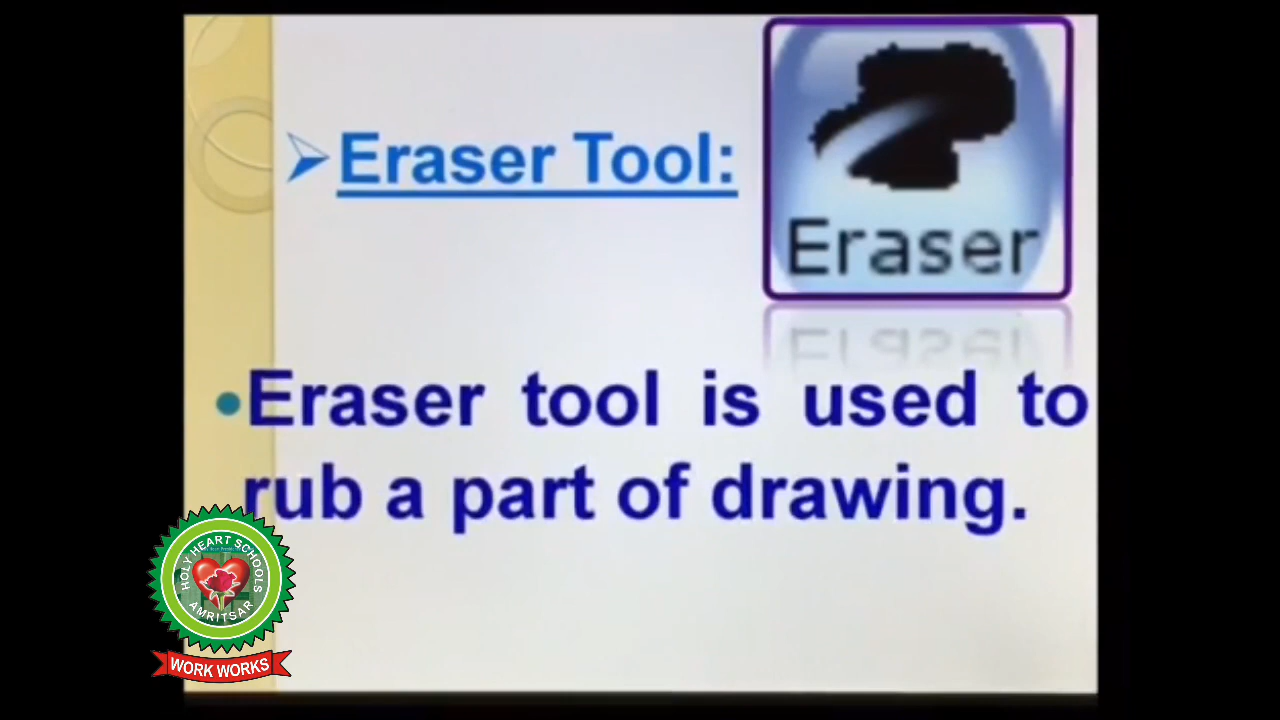 Eraser Tool:
Eraser
Eraser tool is used to
rub a part of drawing.
HOLY HEART SCHOOLS
AMRITSAR
WORK WORKS